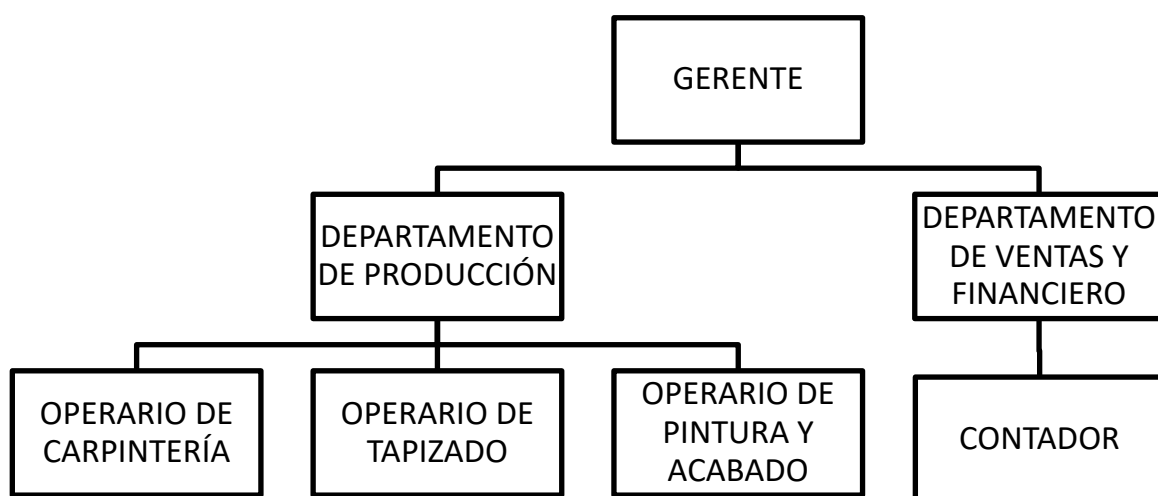 GERENTE
DEPARTAMENTO
DE PRODUCCIÓN
DEPARTAMENTO
DE VENTAS Y
FINANCIERO
OPERARIO DE
CARPINTERÍA
OPERARIO DE
TAPIZADO
OPERARIO DE
PINTURA Y
ACABADO
CONTADOR